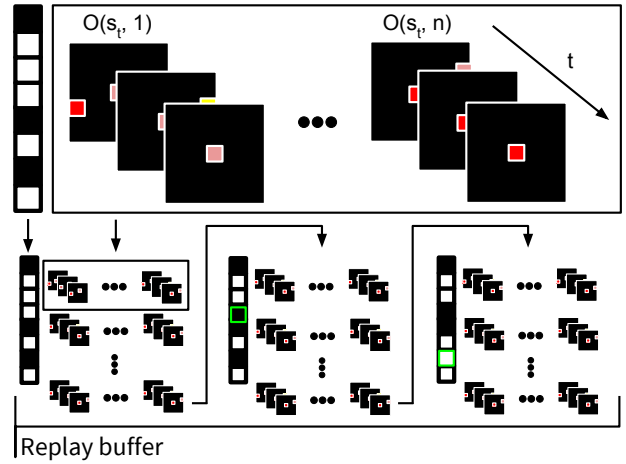 O(s_t, 1)
O(s_t, n)
t
Replay buffer